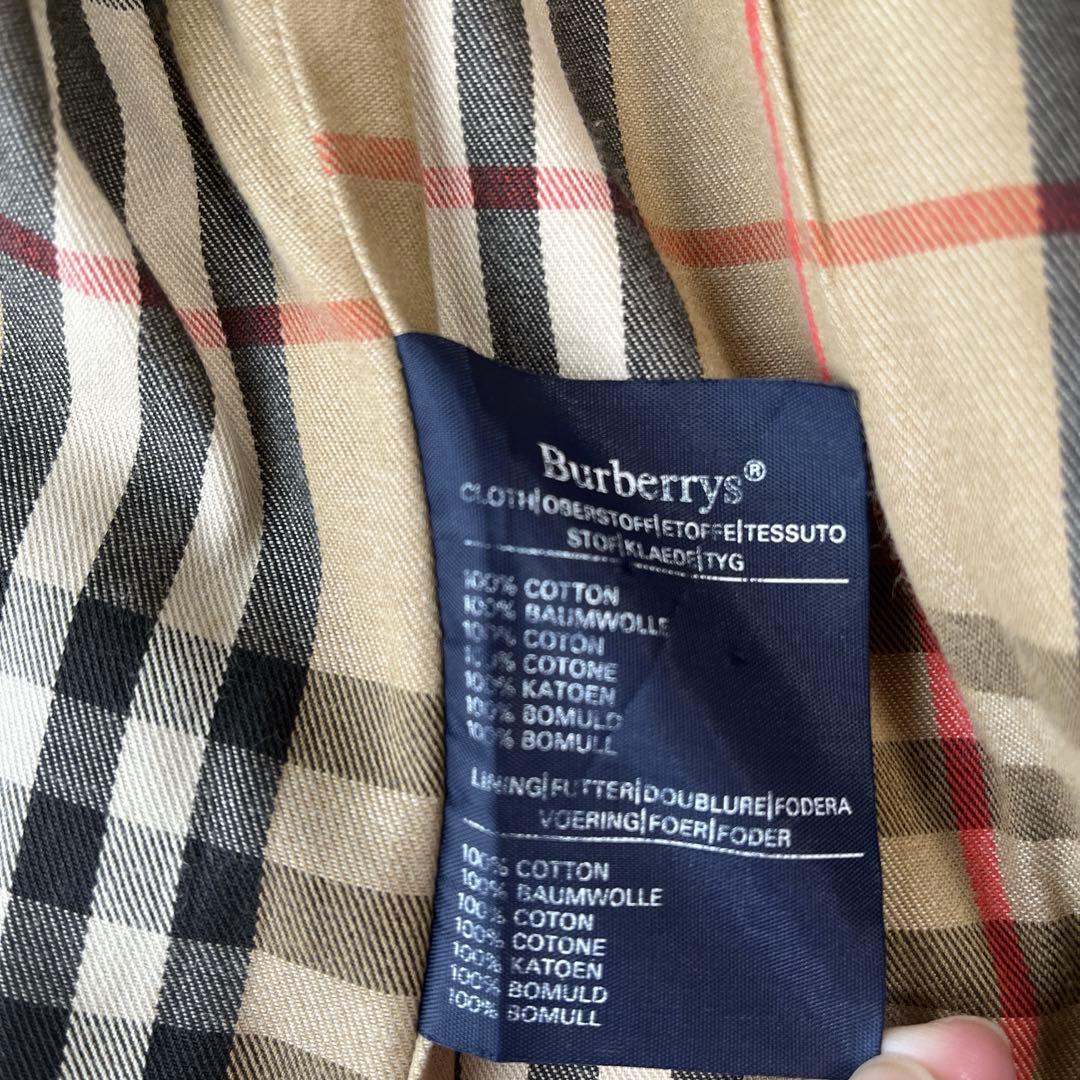 Burberrys®
CLOTH|OBERSTOFF|ETOFFE|TESSUTO
STOF|KLAEDE|TYG
100% COTTON
100% BAUMWOLLE
100% COTON
100% COTONE
100% KATOEN
100% BOMULD
100% BOMULL
LINING|FUTTER|DOUBLURE|FODERA
VOERING|FOER|FODER
100% COTTON
100% BAUMWOLLE
100% COTON
100% COTONE
100% KATOEN
100% BOMULD
100% BOMULL